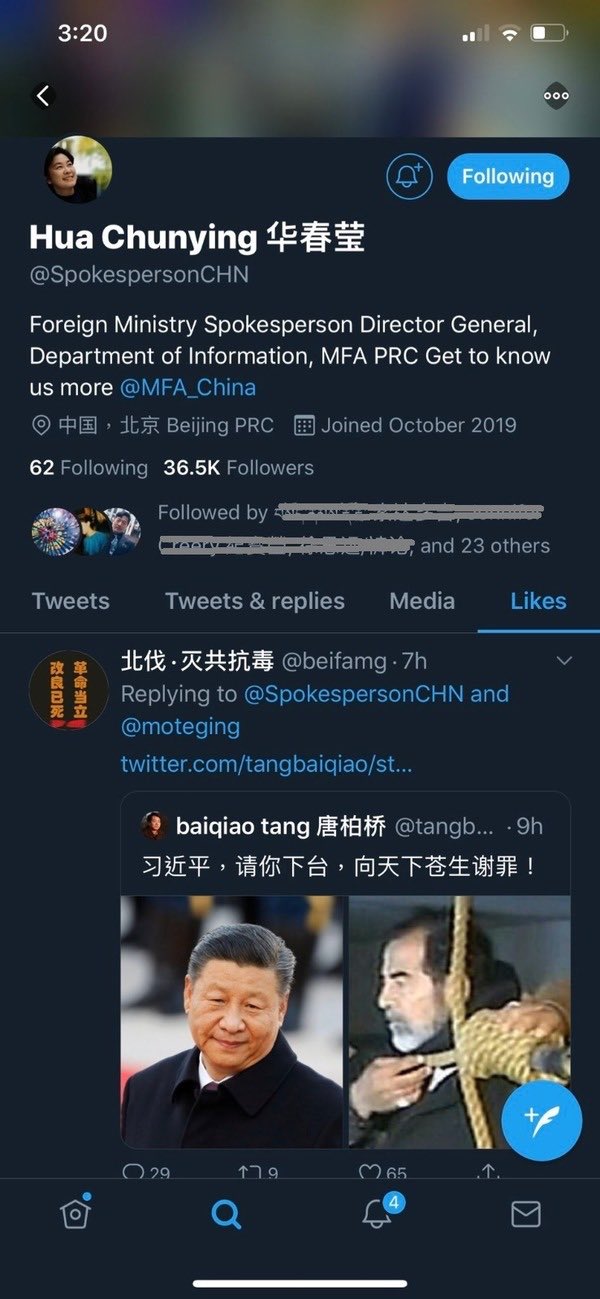 3:20
Following
Hua Chunying 华春莹
@SpokespersonCHN
Foreign Ministry Spokesperson Director General,
Department of Information, MFA PRC Get to know
us more @MFA_China
中国,北京 Beijing PRC Joined October 2019
62 Following 36.5K Followers
Followed by
and 23 others
Tweets Tweets & replies Media Likes
北伐·灭共抗毒 @beifamg · 7h
革命当立
改良已死
Replying to @SpokespersonCHN and
@moteging
twitter.com/tangbaiqiao/st...
baiqiao tang 唐柏桥 @tangb... · 9h
习近平,请你下台,向天下苍生谢罪!
29 9 65
4